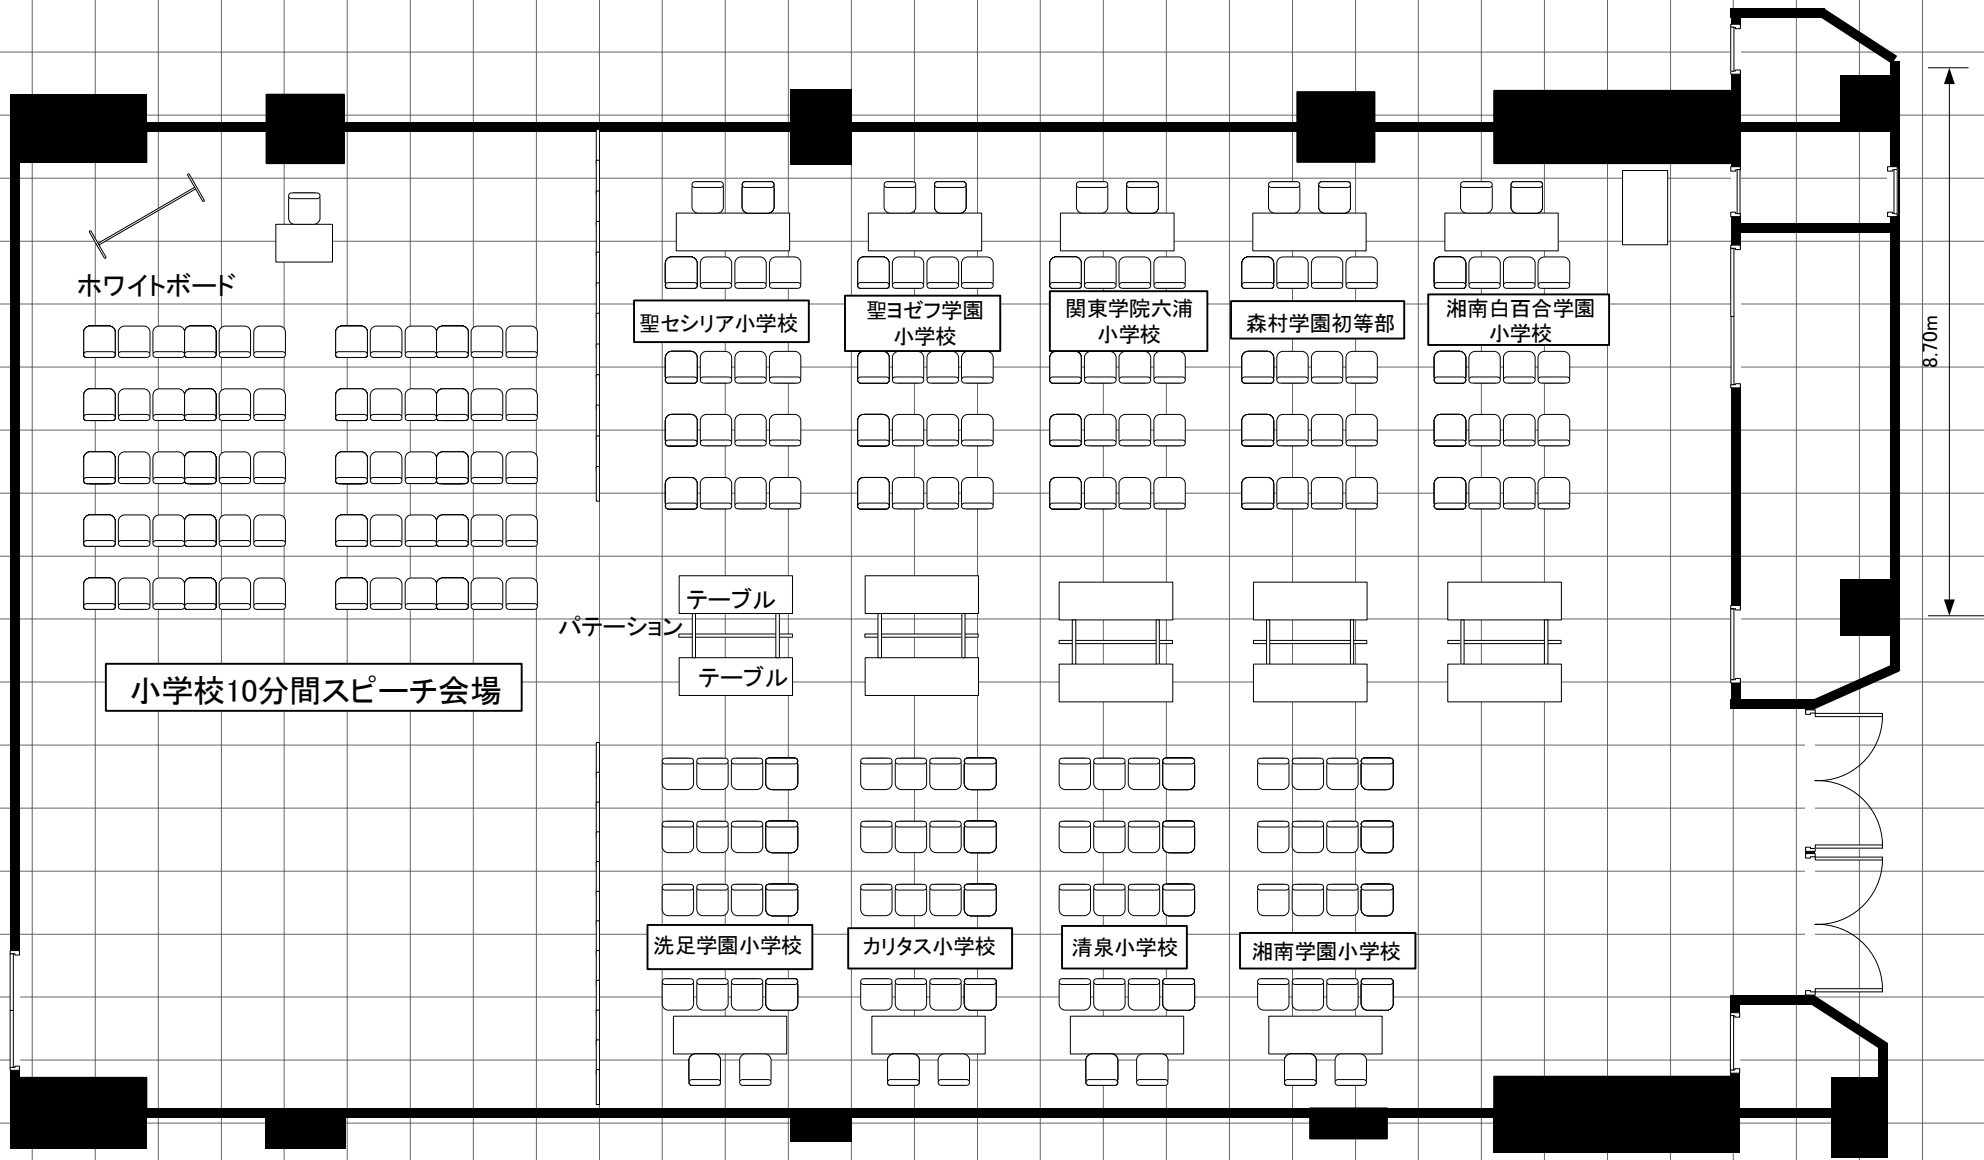 ホワイトボード
聖セシリア小学校
聖ヨゼフ学園
小学校
関東学院六浦
小学校
森村学園初等部
湘南白百合学園
小学校
8.70m
テーブル
パテーション
テーブル
小学校10分間スピーチ会場
洗足学園小学校
カリタス小学校
清泉小学校
湘南学園小学校